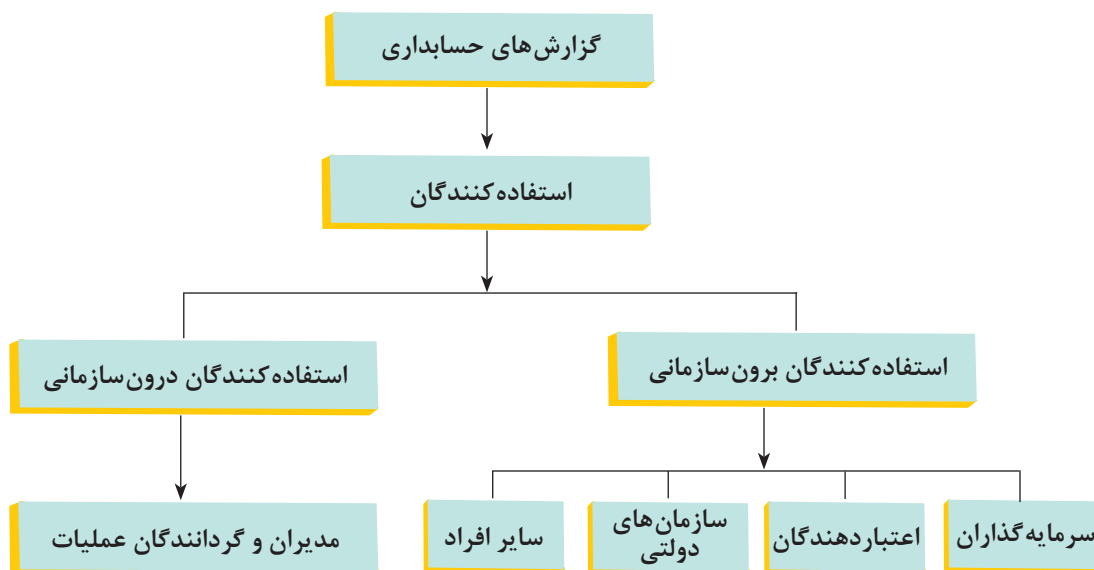 گزارش‌های حسابداری
استفاده‌کنندگان
استفاده‌کنندگان برون‌سازمانی
استفاده‌کنندگان درون‌سازمانی
سرمایه‌گذاران
اعتباردهندگان
سازمان‌های
دولتی
سایر افراد
مدیران و گردانندگان عملیات